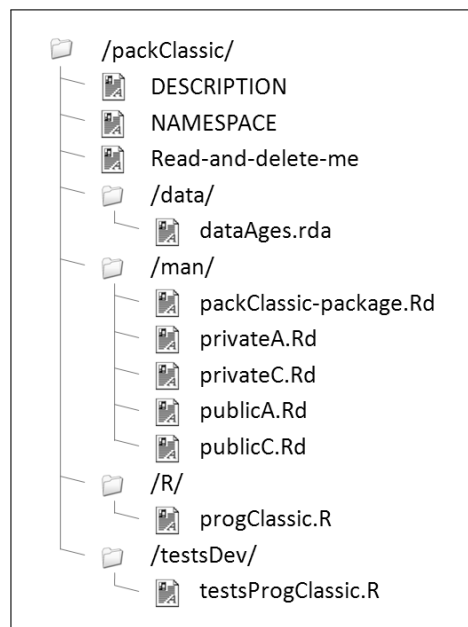 /packClassic/
DESCRIPTION
NAMESPACE
Read-and-delete-me
/data/
dataAges.rda
/man/
packClassic-package.Rd
privateA.Rd
privateC.Rd
publicA.Rd
publicC.Rd
/R/
progClassic.R
/testsDev/
testsProgClassic.R